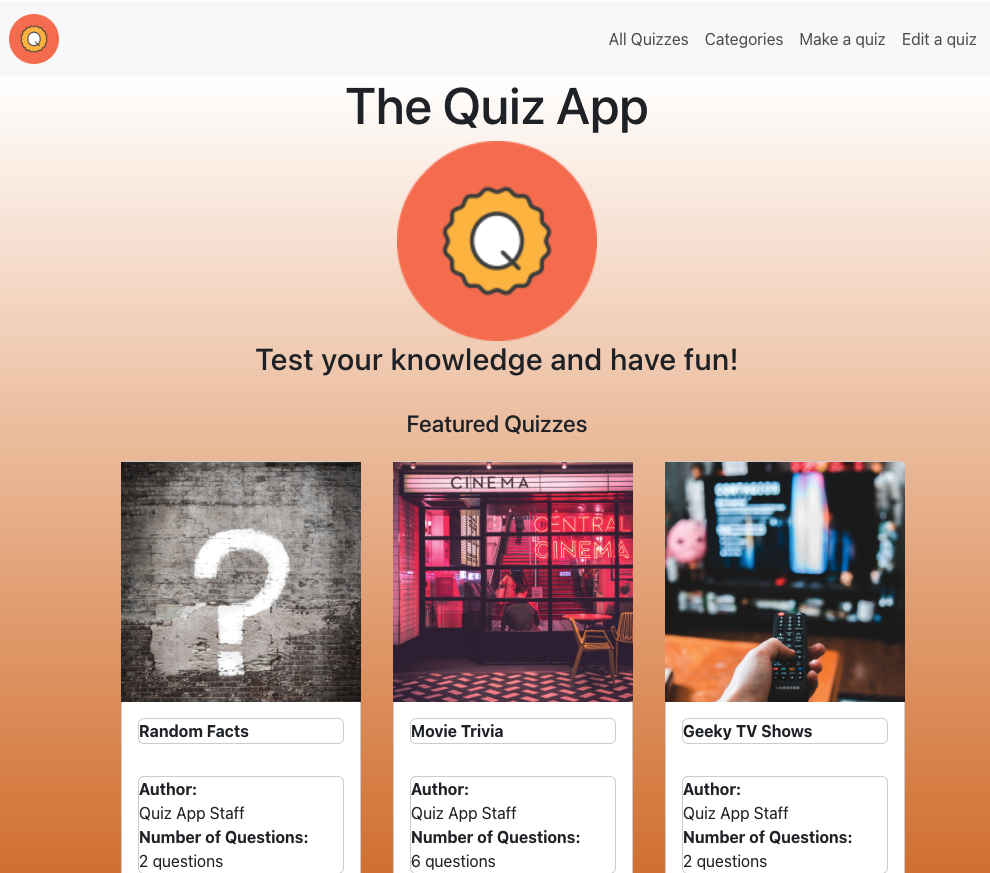 All Quizzes Categories Make a quiz Edit a quiz
The Quiz App
Q
Test your knowledge and have fun!
Featured Quizzes
?
CINEMA
CENTRAL
CINEMA
SAMSUNG
Random Facts
Movie Trivia
Geeky TV Shows
Author:
Quiz App Staff
Number of Questions:
2 questions
Author:
Quiz App Staff
Number of Questions:
6 questions
Author:
Quiz App Staff
Number of Questions:
2 questions